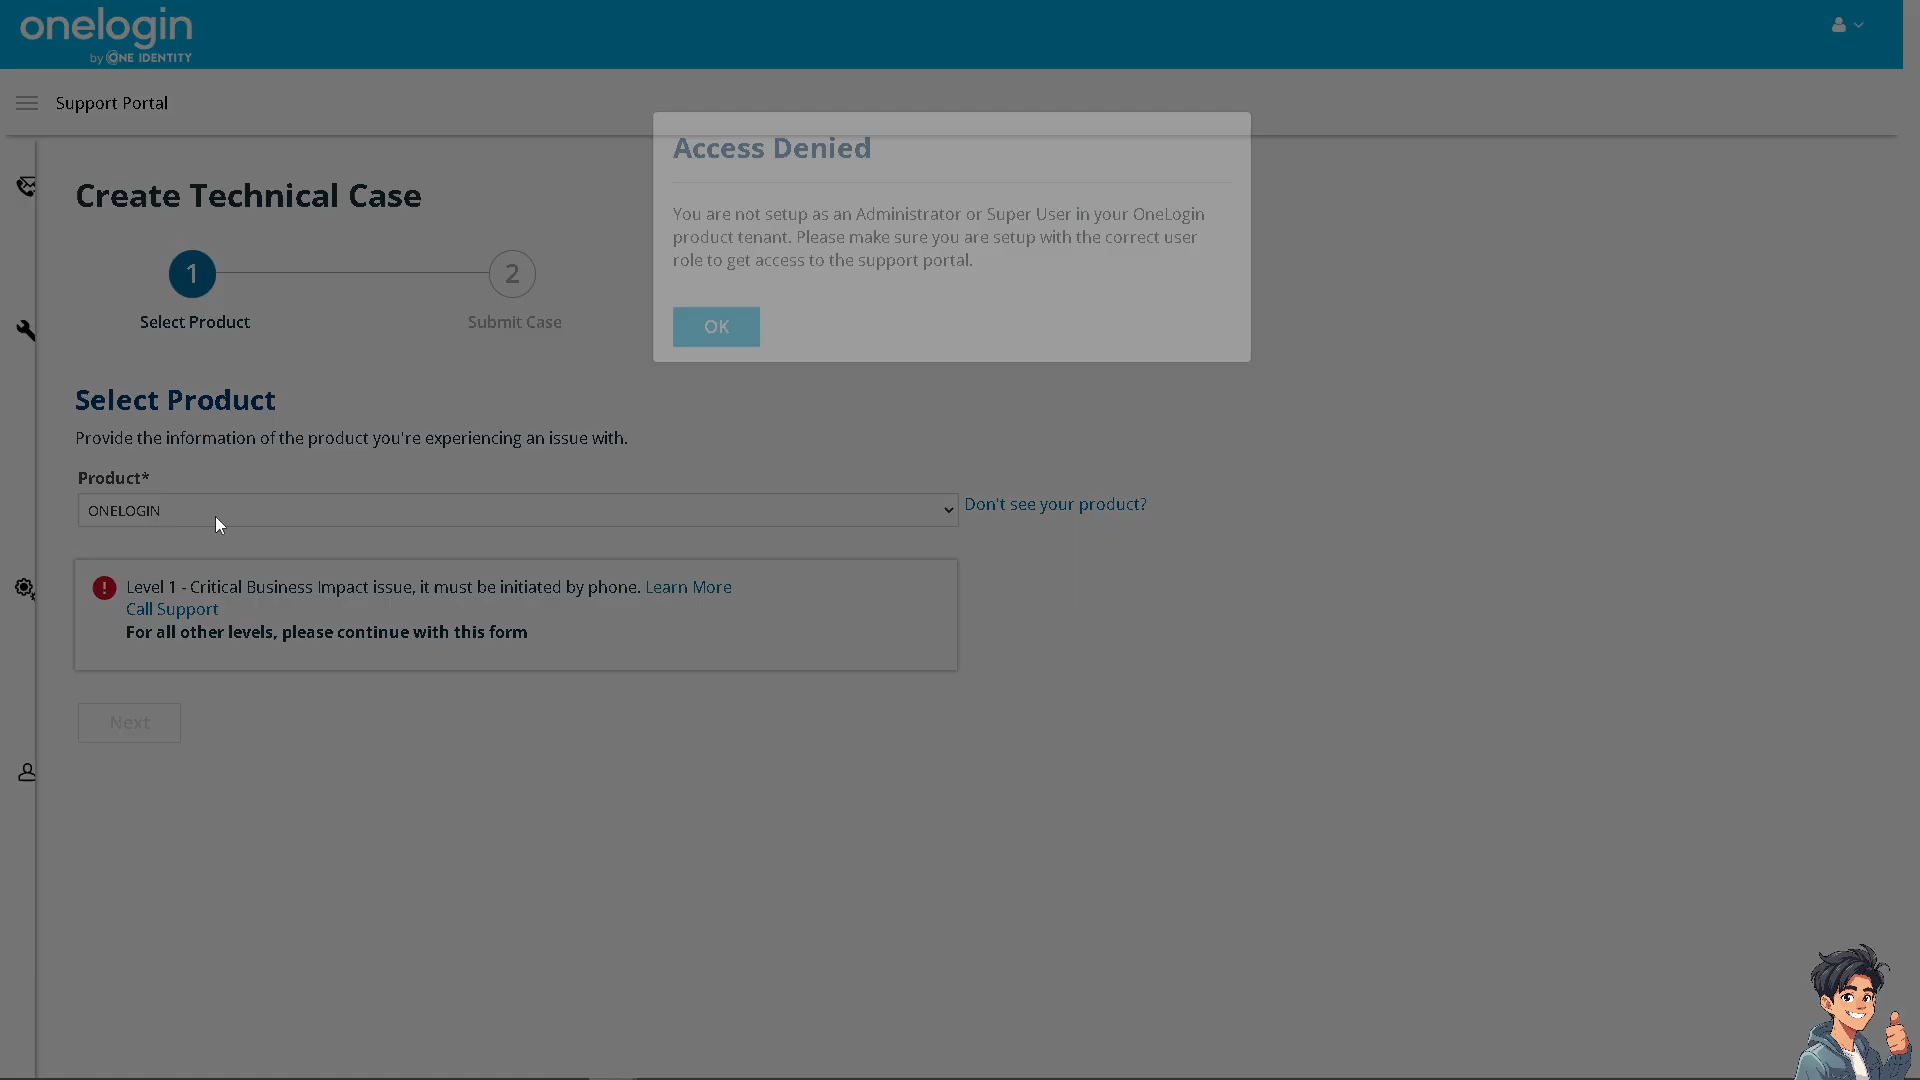 onelogin
by ONE IDENTITY
Support Portal
Access Denied
You are not setup as an Administrator or Super User in your OneLogin
product tenant. Please make sure you are setup with the correct user
role to get access to the support portal.
OK
Create Technical Case
1
2
Select Product
Submit Case
Select Product
Provide the information of the product you're experiencing an issue with.
Product*
ONELOGIN
Don't see your product?
Level 1 - Critical Business Impact issue, it must be initiated by phone. Learn More
Call Support
For all other levels, please continue with this form
Next